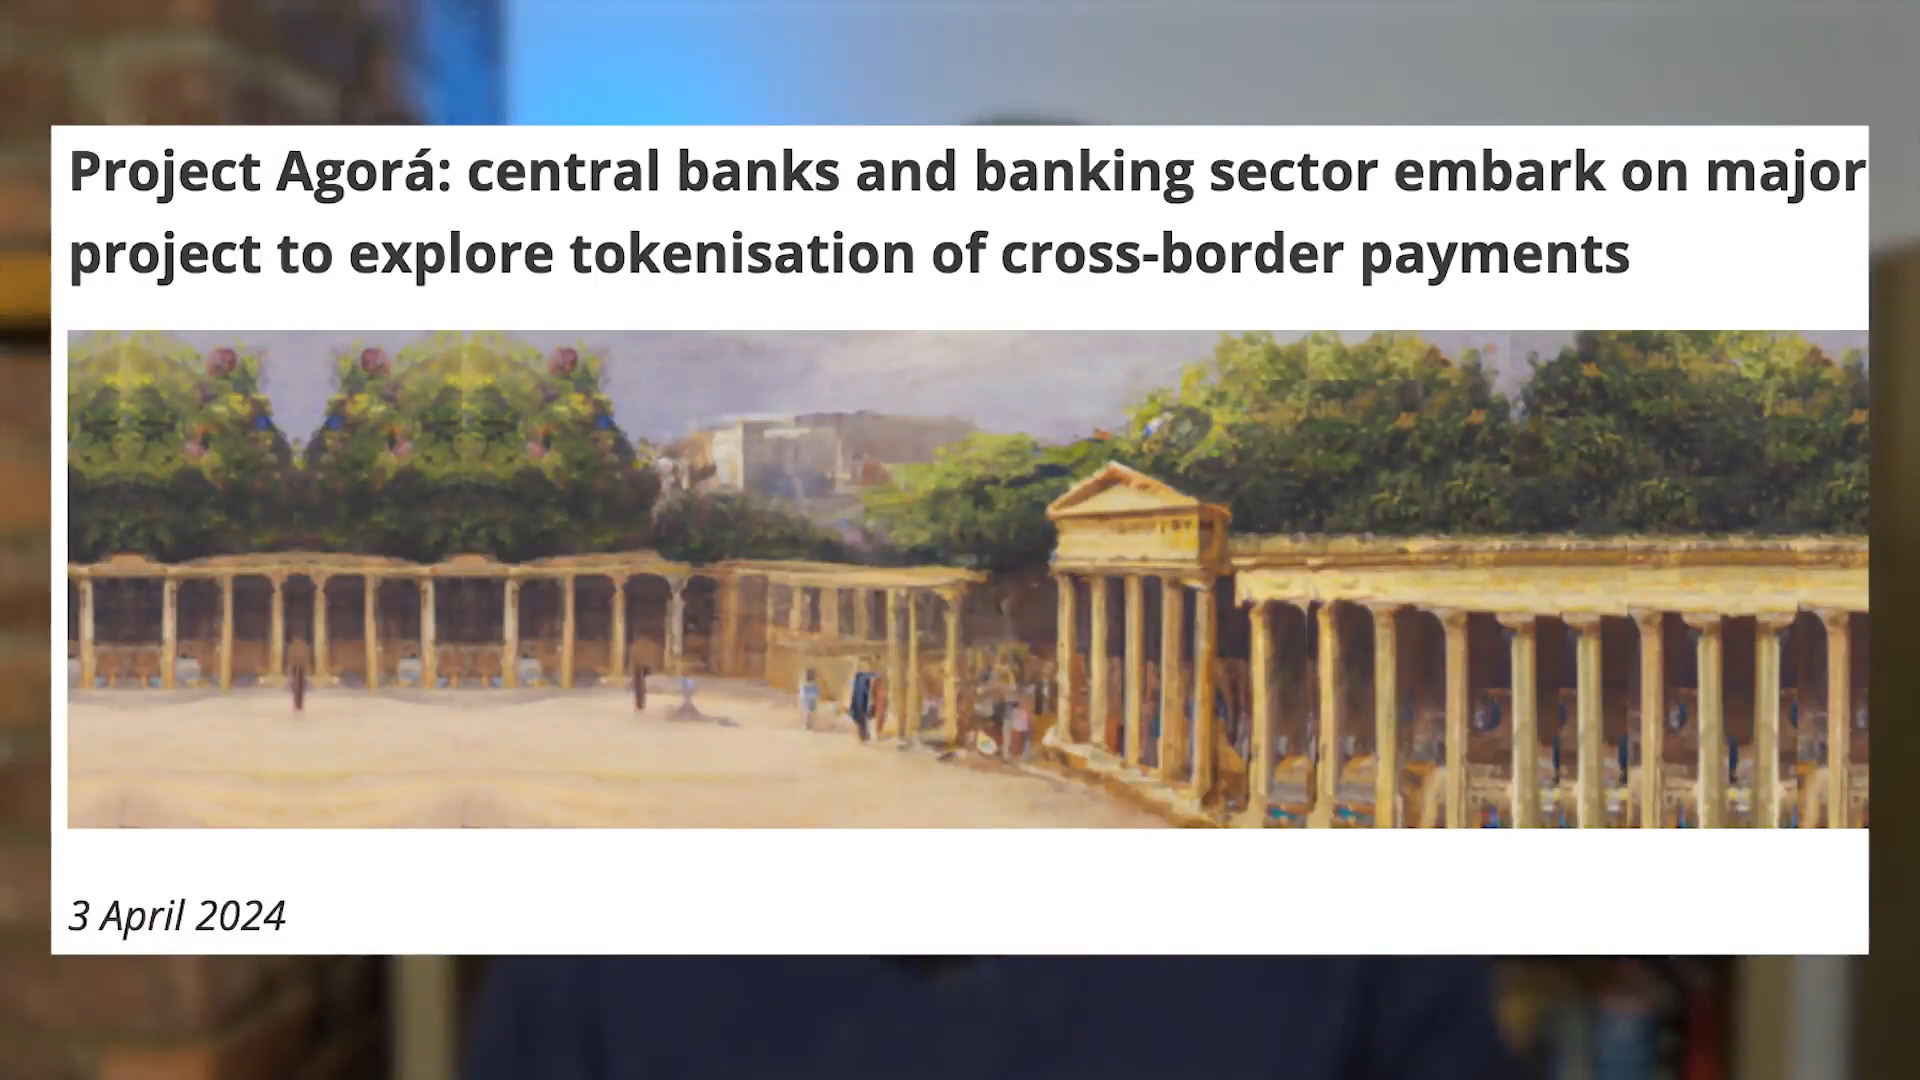 Project Agorá: central banks and banking sector embark on major
project to explore tokenisation of cross-border payments
3 April 2024